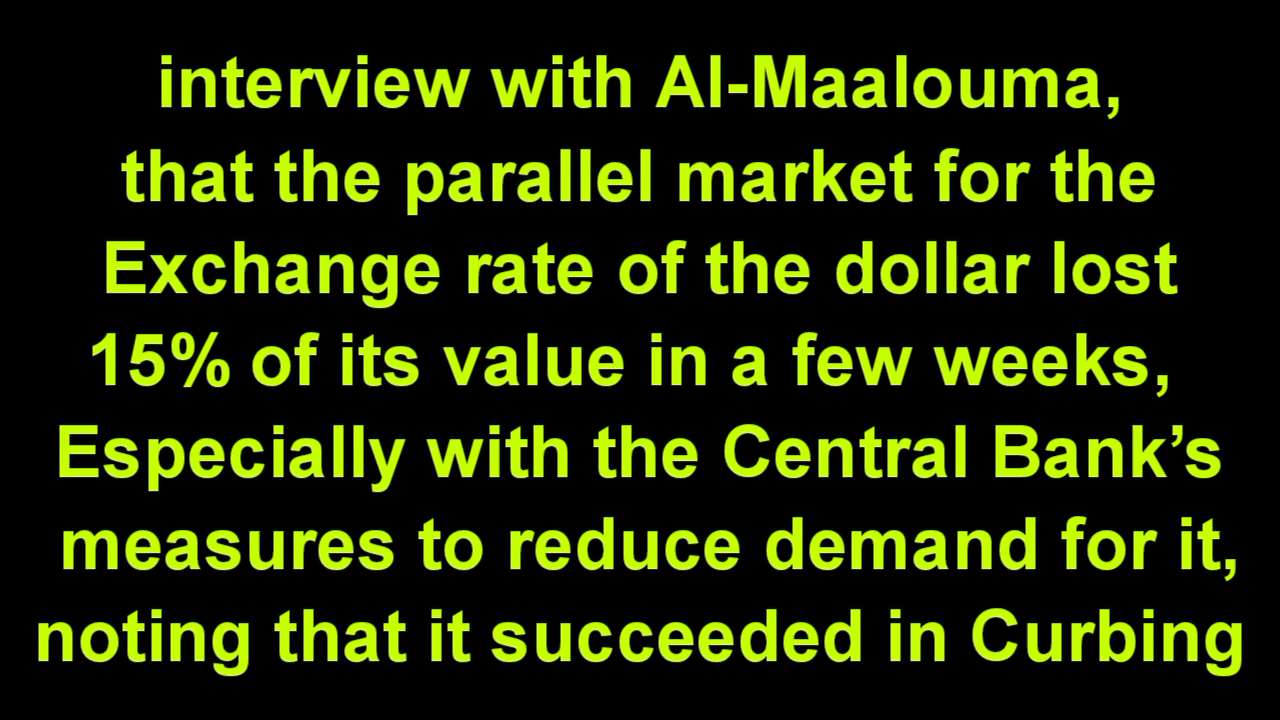 interview with Al-Maalouma,
that the parallel market for the
Exchange rate of the dollar lost
15% of its value in a few weeks,
Especially with the Central Bank’s
measures to reduce demand for it,
noting that it succeeded in Curbing